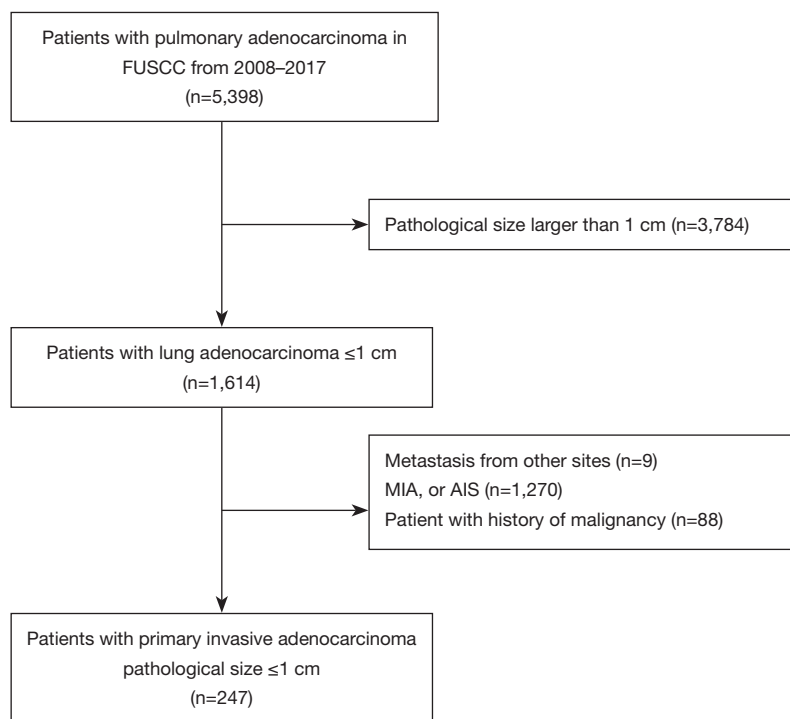 Patients with pulmonary adenocarcinoma in
FUSCC from 2008–2017
(n=5,398)
Pathological size larger than 1 cm (n=3,784)
Patients with lung adenocarcinoma ≤1 cm
(n=1,614)
Metastasis from other sites (n=9)
MIA, or AIS (n=1,270)
Patient with history of malignancy (n=88)
Patients with primary invasive adenocarcinoma
pathological size ≤1 cm
(n=247)